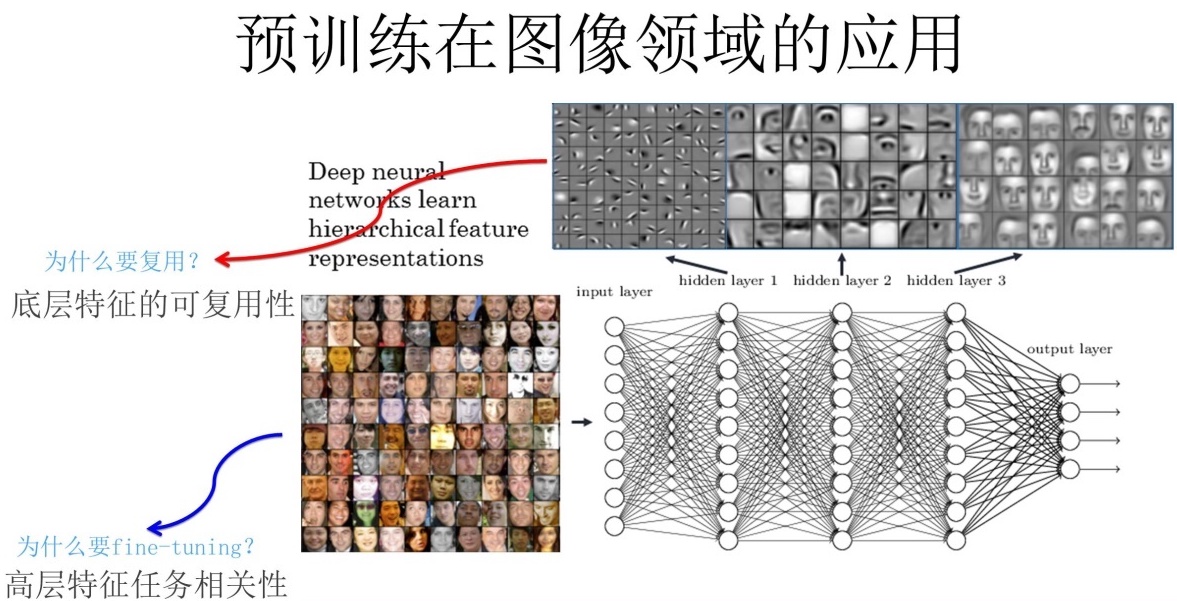 预训练在图像领域的应用
Deep neural
networks learn
hierarchical feature
representations
为什么要复用?
底层特征的可复用性
hidden layer 1 hidden layer 2 hidden layer 3
input layer
output layer
为什么要fine-tuning?
高层特征任务相关性